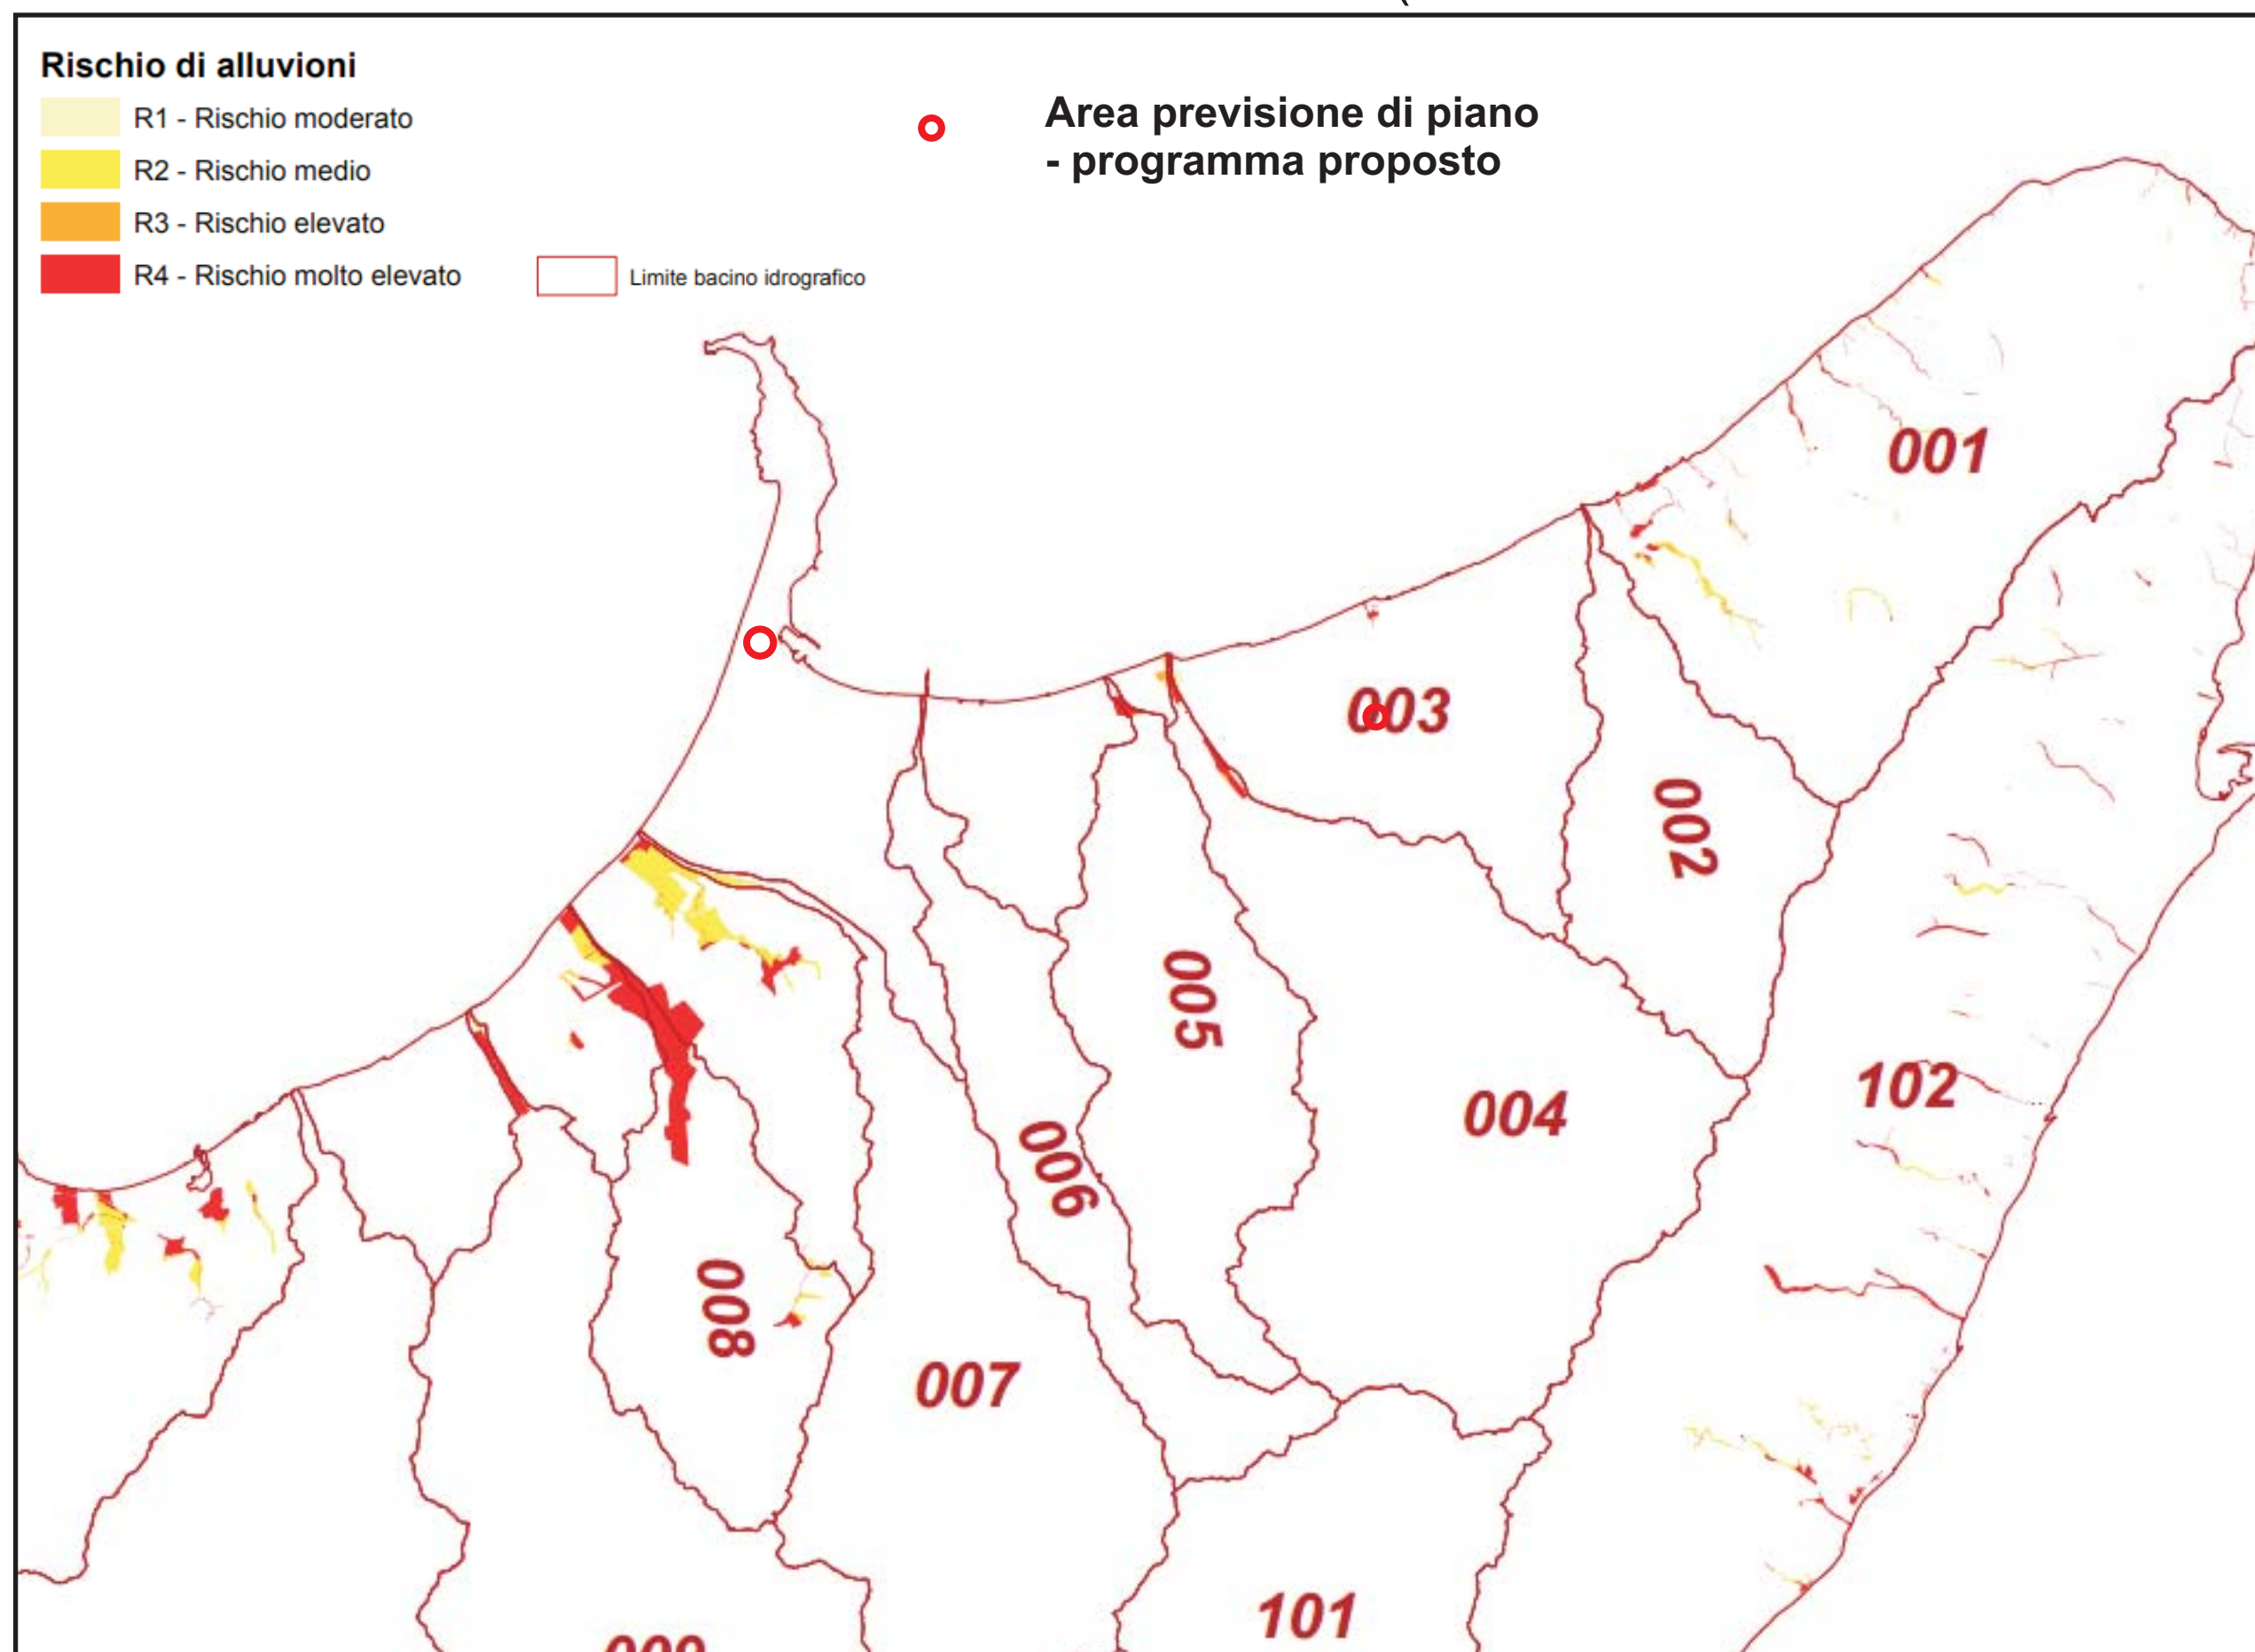 Rischio di alluvioni
R1 - Rischio moderato
R2 - Rischio medio
R3 - Rischio elevato
R4 - Rischio molto elevato
Limite bacino idrografico
Area previsione di piano
- programma proposto
001
003
002
005
004
102
006
008
007
101